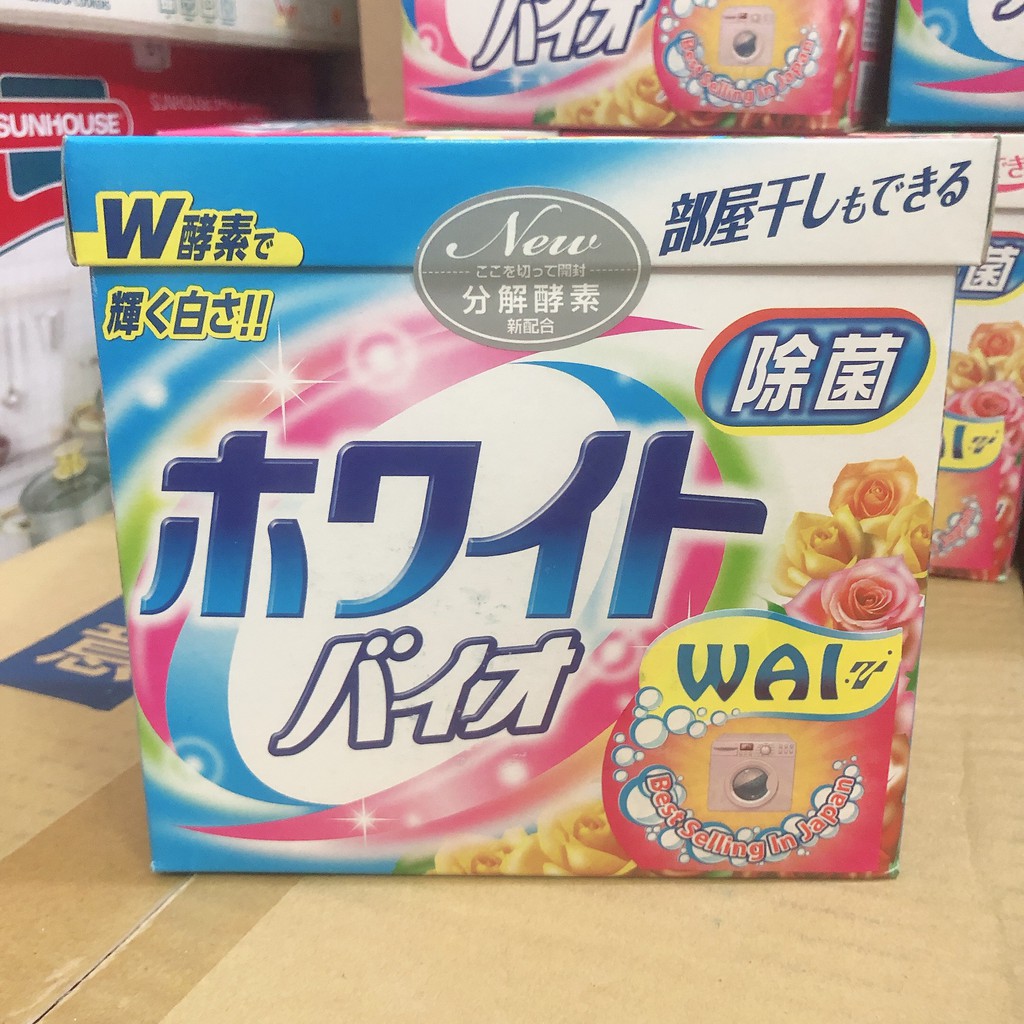 バイオ
Best Selling In Japan
SUNHOUSE
W酵素で
輝く白さ!!
New
ここを切って開封
分解酵素
新配合
部屋干しもできる
除菌
ホワイト
バイオ
WAI
Best Selling In Japan
菌
意